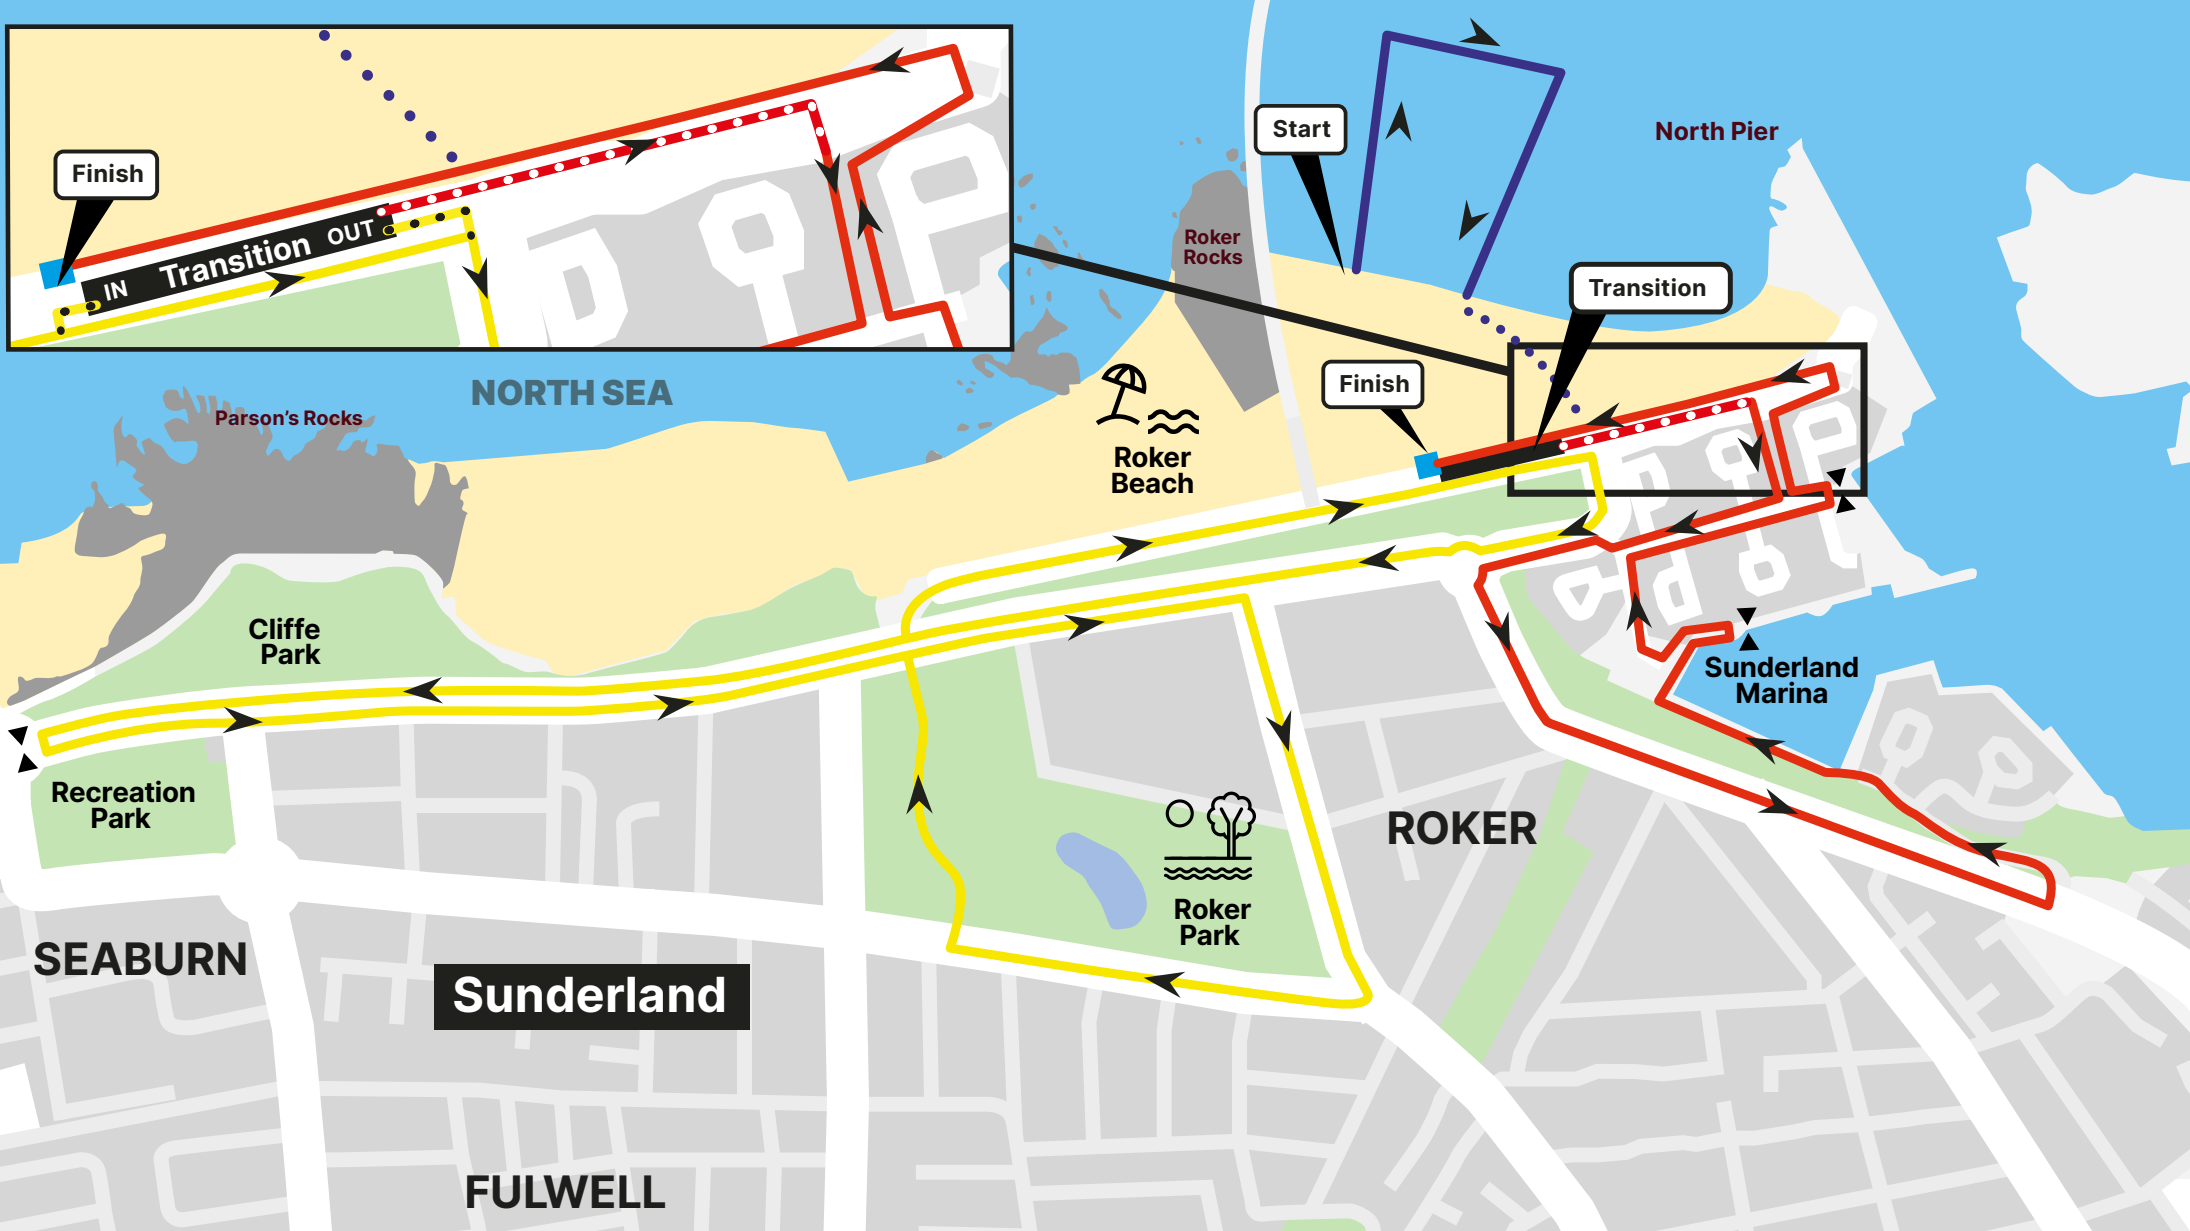 Finish
IN
Transition
OUT
Start
North Pier
Roker
Rocks
Transition
Finish
NORTH SEA
Parson's Rocks
Roker
Beach
Cliffe
Park
Sunderland
Marina
Recreation
Park
ROKER
Roker
Park
SEABURN
Sunderland
FULWELL